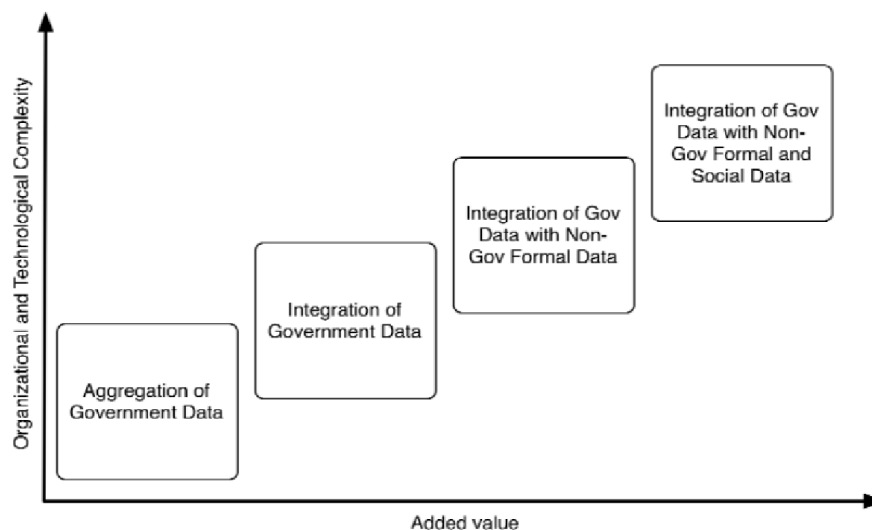 Organizational and Technological Complexity
Integration of Gov
Data with Non-
Gov Formal and
Social Data
Integration of Gov
Data with Non-
Gov Formal Data
Integration of
Government Data
Aggregation of
Government Data
Added value